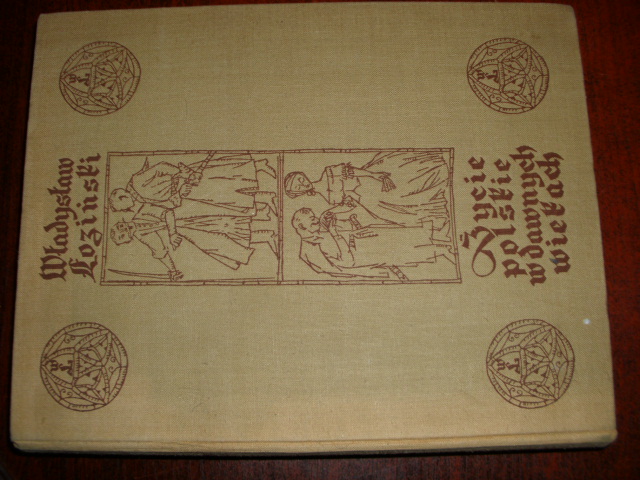 Władysław
Łoziński
Życie
polskie
w dawnych
wiekach